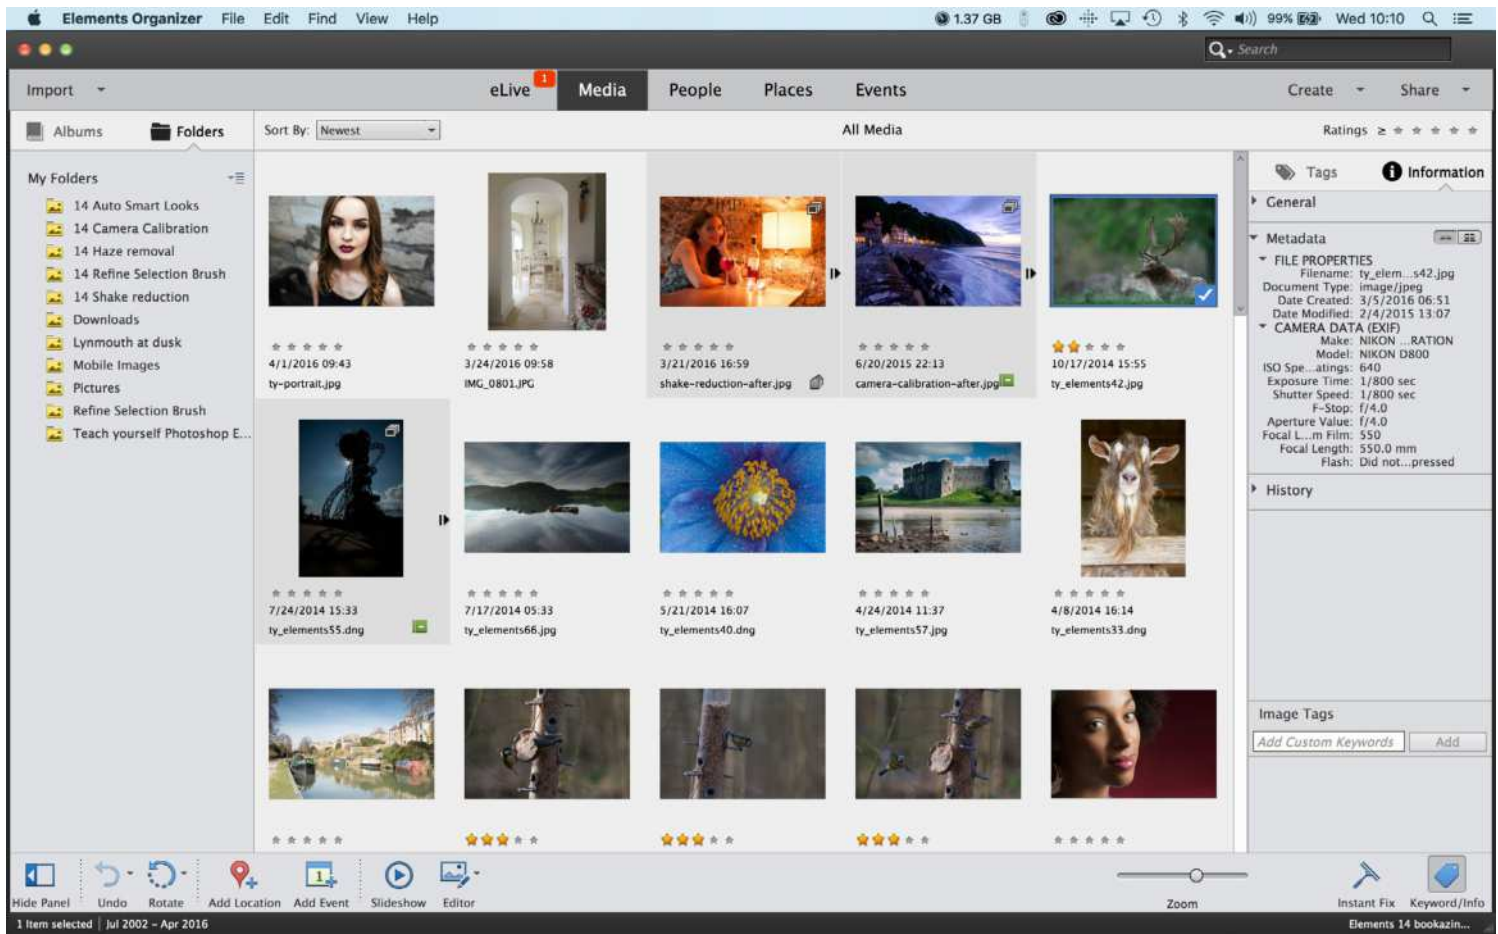 Elements Organizer File Edit Find View Help 1.37 GB 99% Wed 10:10
Search
Import eLive 1 Media People Places Events Create Share
Albums Folders Sort By: Newest All Media Ratings ≥
Tags Information
My Folders
14 Auto Smart Looks
14 Camera Calibration
14 Haze removal
14 Refine Selection Brush
14 Shake reduction
Downloads
Lynmouth at dusk
Mobile Images
Pictures
Refine Selection Brush
Teach yourself Photoshop E...
4/1/2016 09:43 3/24/2016 09:58 3/21/2016 16:59 6/20/2015 22:13 10/17/2014 15:55
ty-portrait.jpg IMG_0801.JPG shake-reduction-after.jpg camera-calibration-after.jpg ty_elements42.jpg
7/24/2014 15:33 7/17/2014 05:33 5/21/2014 16:07 4/24/2014 11:37 4/8/2014 16:14
ty_elements55.dng ty_elements66.jpg ty_elements40.dng ty_elements57.jpg ty_elements33.dng
General
Metadata
FILE PROPERTIES
Filename: ty_elem...s42.jpg
Document Type: image/jpeg
Date Created: 3/5/2016 06:51
Date Modified: 2/4/2015 13:07
CAMERA DATA (EXIF)
Make: NIKON ...RATION
Model: NIKON D800
ISO Spe...atings: 640
Exposure Time: 1/800 sec
Shutter Speed: 1/800 sec
F-Stop: f/4.0
Aperture Value: f/4.0
Focal L...m Film: 550
Focal Length: 550.0 mm
Flash: Did not...pressed
History
Image Tags
Add Custom Keywords Add
Hide Panel Undo Rotate Add Location 1 Add Event Slideshow Editor Zoom Instant Fix Keyword/Info
1 Item selected | Jul 2002 - Apr 2016 Elements 14 bookazin...